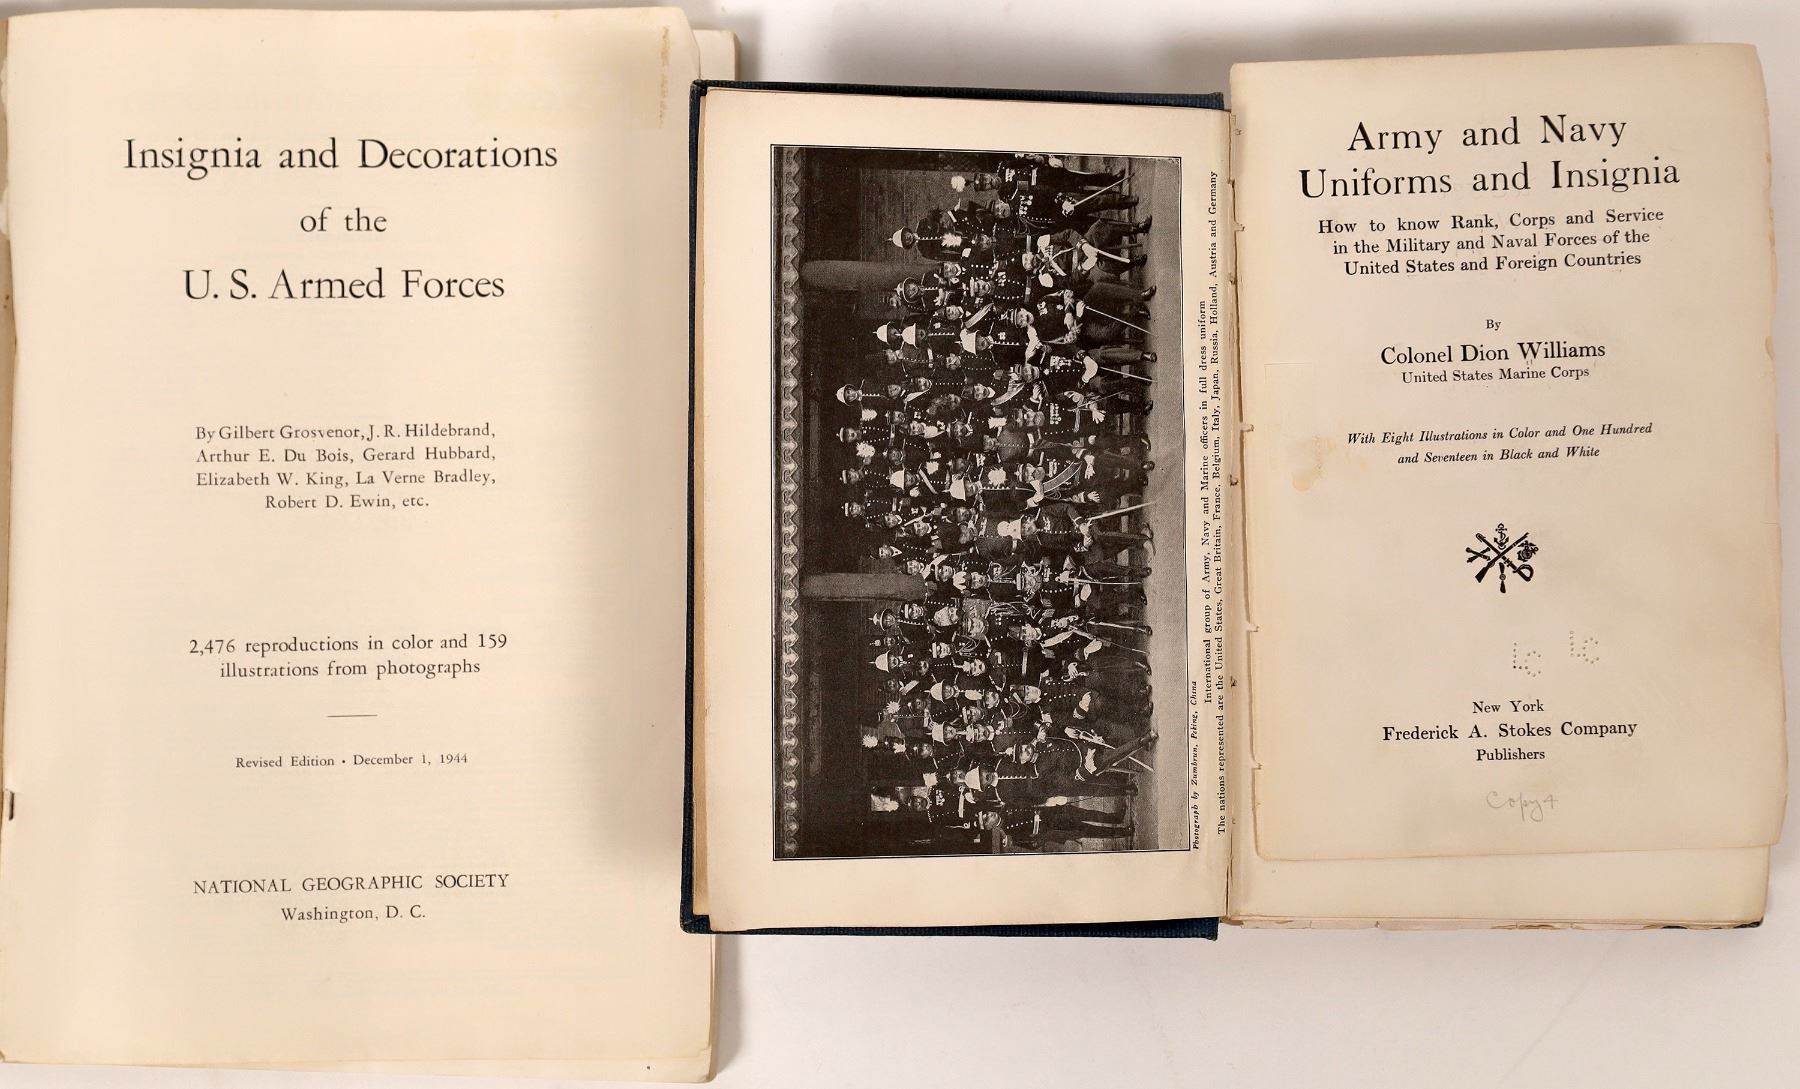 Insignia and Decorations
of the
U. S. Armed Forces
By Gilbert Grosvenor, J. R. Hildebrand,
Arthur E. Du Bois, Gerard Hubbard,
Elizabeth W. King, La Verne Bradley,
Robert D. Ewin, etc.
2,476 reproductions in color and 159
illustrations from photographs
Revised Edition • December 1, 1944
NATIONAL GEOGRAPHIC SOCIETY
Washington, D. C.
Photograph by Zumbrun, Peking, China
International group of Army, Navy and Marine officers in full dress uniform
The nations represented are the United States, Great Britain, France, Belgium, Italy, Japan, Russia, Holland, Austria and Germany
Army and Navy
Uniforms and Insignia
How to know Rank, Corps and Service
in the Military and Naval Forces of the
United States and Foreign Countries
By
Colonel Dion Williams
United States Marine Corps
With Eight Illustrations in Color and One Hundred
and Seventeen in Black and White
LC LC
New York
Frederick A. Stokes Company
Publishers
Copy 4